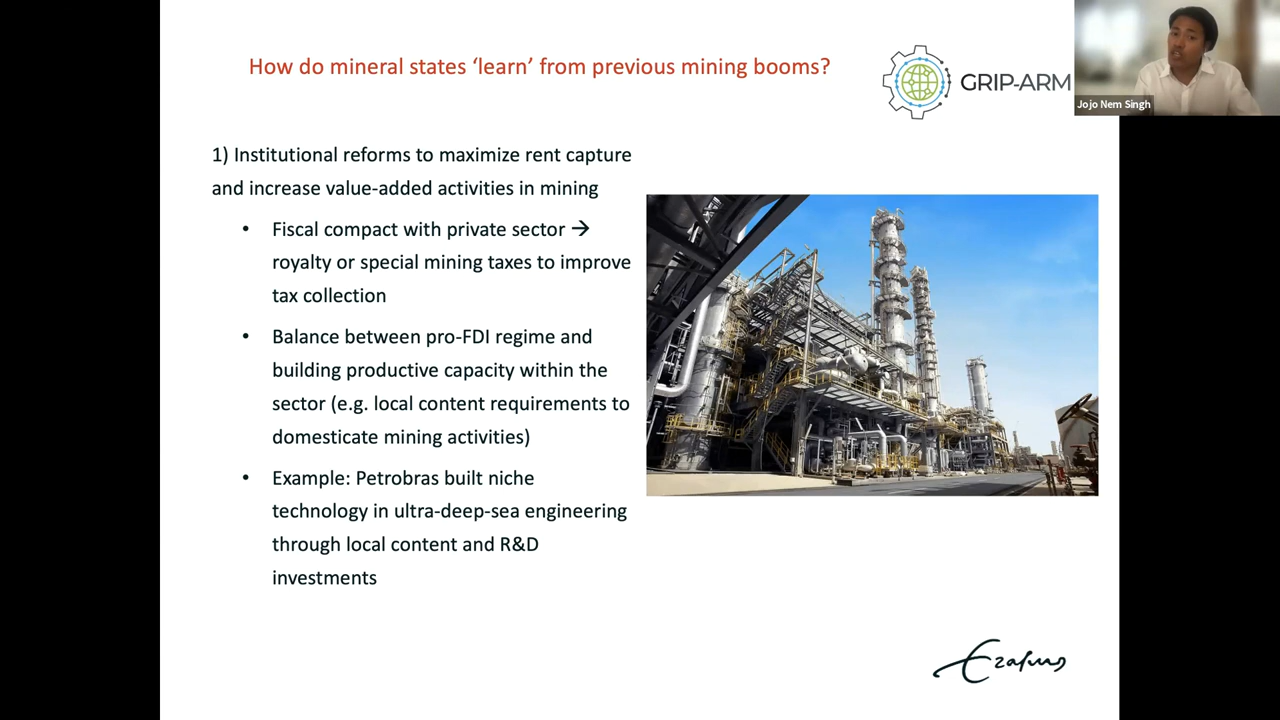 How do mineral states ‘learn’ from previous mining booms?
GRIP-ARM
Jojo Nem Singh
1) Institutional reforms to maximize rent capture
and increase value-added activities in mining
• Fiscal compact with private sector →
royalty or special mining taxes to improve
tax collection
• Balance between pro-FDI regime and
building productive capacity within the
sector (e.g. local content requirements to
domesticate mining activities)
• Example: Petrobras built niche
technology in ultra-deep-sea engineering
through local content and R&D
investments
Erasmus